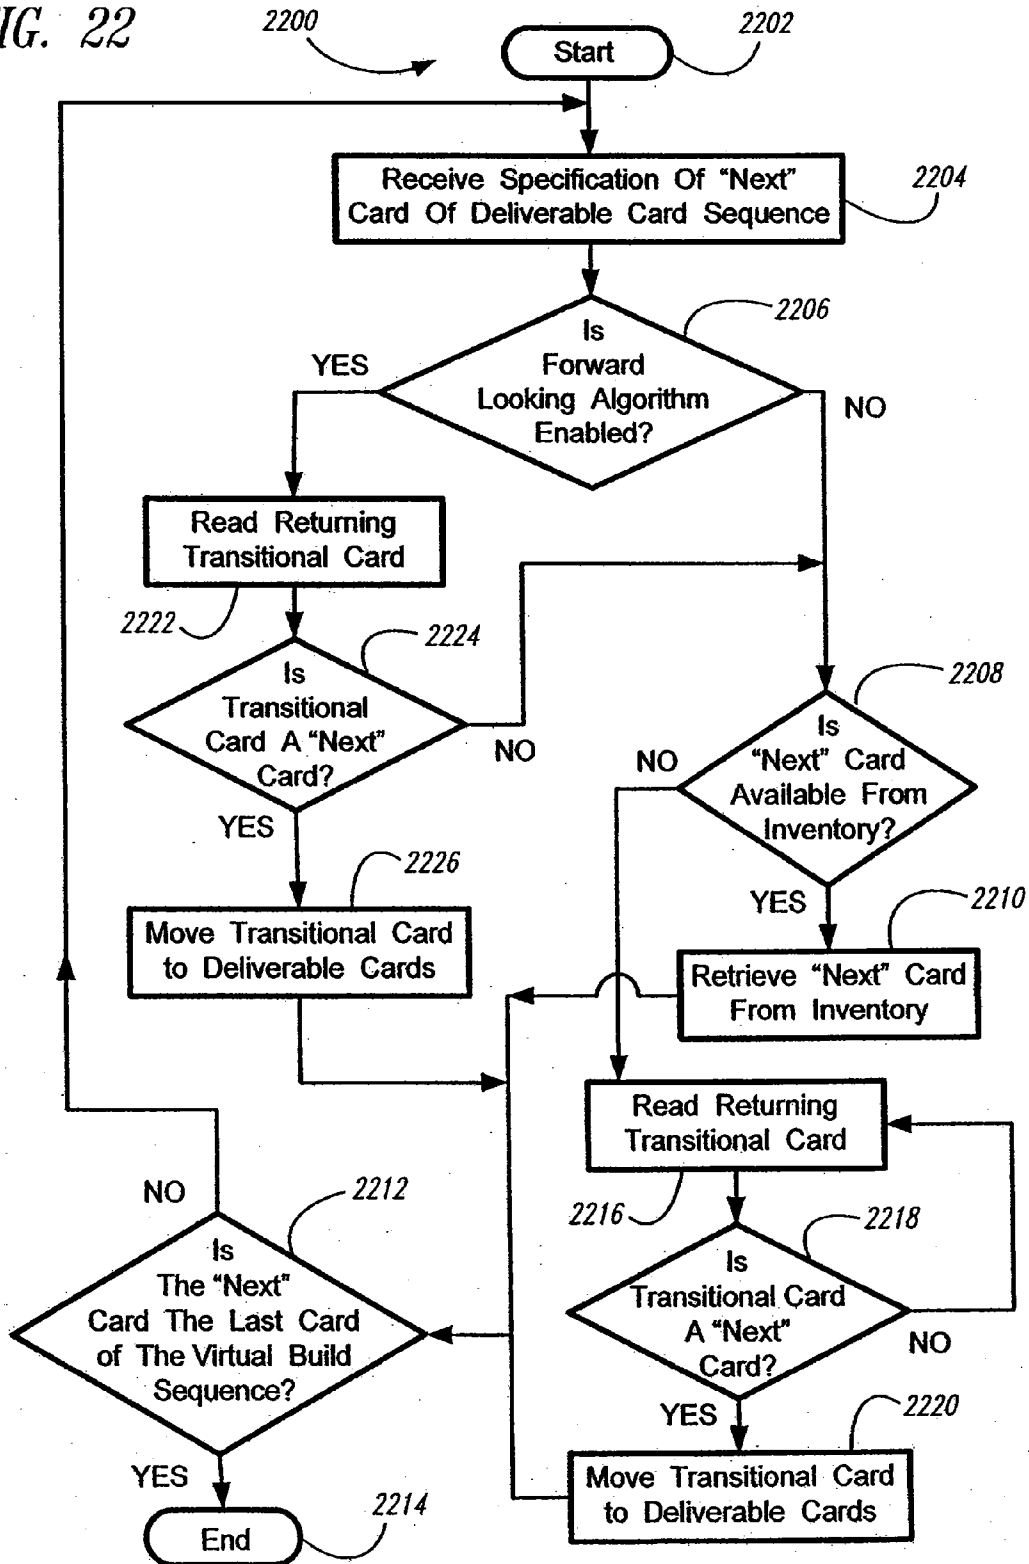 FIG. 22
2200
2202
Start
Receive Specification Of "Next"
Card Of Deliverable Card Sequence
2204
Is
Forward
Looking Algorithm
Enabled?
2206
YES
NO
Read Returning
Transitional Card
2222
Is
Transitional
Card A "Next"
Card?
2224
NO
YES
Is
"Next" Card
Available From
Inventory?
2208
NO
YES
Move Transitional Card
to Deliverable Cards
2226
Retrieve "Next" Card
From Inventory
2210
Read Returning
Transitional Card
2216
Is
Transitional Card
A "Next"
Card?
2218
NO
YES
Move Transitional Card
to Deliverable Cards
2220
NO
Is
The "Next"
Card The Last Card
of The Virtual Build
Sequence?
2212
YES
End
2214